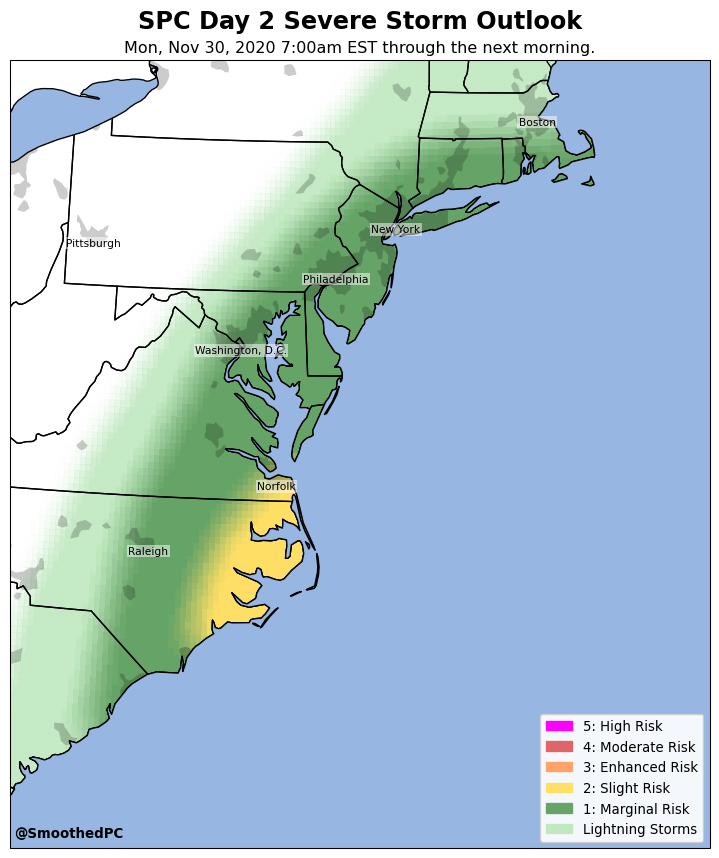 SPC Day 2 Severe Storm Outlook
Mon, Nov 30, 2020 7:00am EST through the next morning.
Boston
New York
Pittsburgh
Philadelphia
Washington, D.C.
Norfolk
Raleigh
5: High Risk
4: Moderate Risk
3: Enhanced Risk
2: Slight Risk
1: Marginal Risk
Lightning Storms
@SmoothedPC